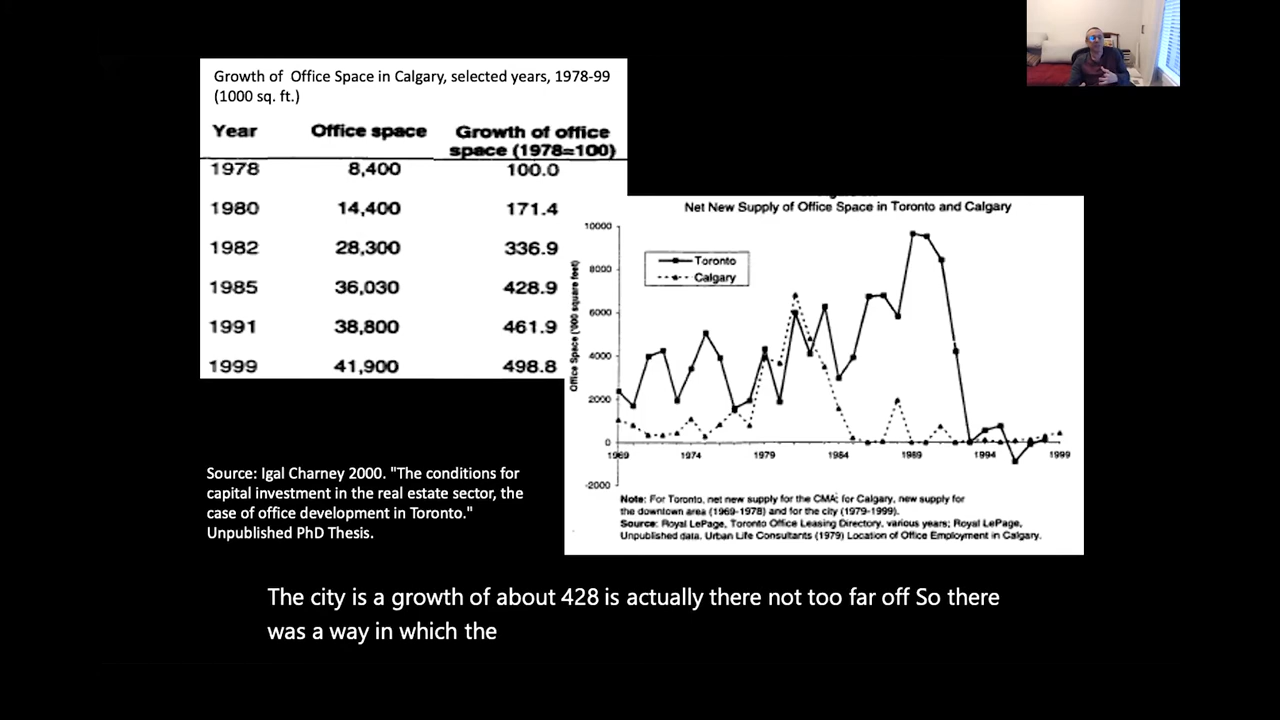 Growth of Office Space in Calgary, selected years, 1978-99
(1000 sq. ft.)
Year Office space Growth of office
space (1978=100)
1978 8,400 100.0
1980 14,400 171.4
1982 28,300 336.9
1985 36,030 428.9
1991 38,800 461.9
1999 41,900 498.8
Source: Igal Charney 2000. "The conditions for
capital investment in the real estate sector, the
case of office development in Toronto."
Unpublished PhD Thesis.
Net New Supply of Office Space in Toronto and Calgary
Office Space ('000 square feet)
10000
8000
6000
4000
2000
0
-2000
Toronto
Calgary
1969 1974 1979 1984 1989 1994 1999
Note: For Toronto, net new supply for the CMA; for Calgary, new supply for
the downtown area (1969-1978) and for the city (1979-1999).
Source: Royal LePage, Toronto Office Leasing Directory, various years; Royal LePage,
Unpublished data. Urban Life Consultants (1979) Location of Office Employment in Calgary.
The city is a growth of about 428 is actually there not too far off So there
was a way in which the